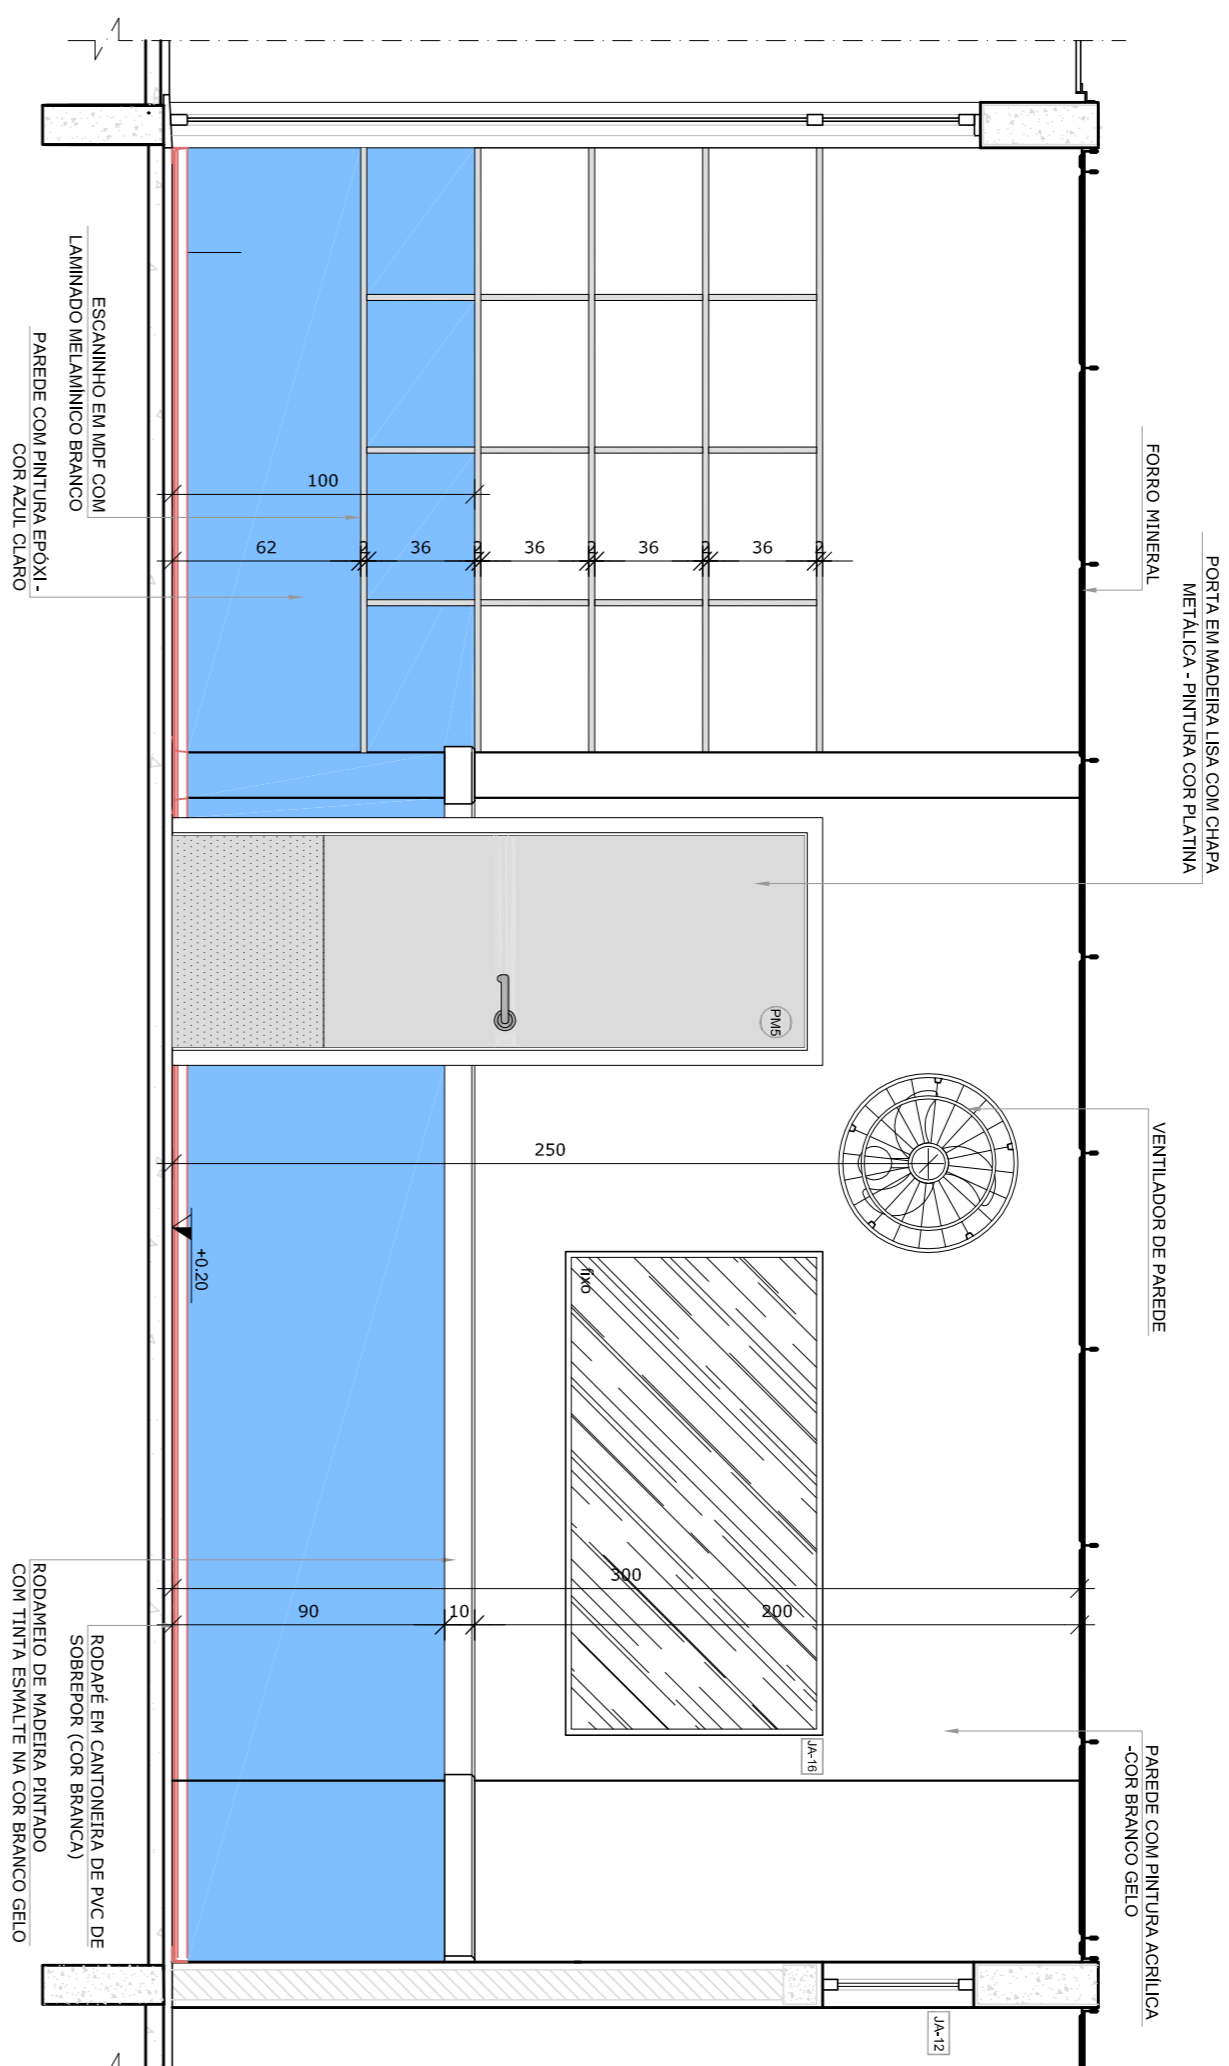 PORTA EM MADEIRA LISA COM CHAPA
METÁLICA - PINTURA COR PLATINA
FORRO MINERAL
VENTILADOR DE PAREDE
PAREDE COM PINTURA ACRÍLICA
-COR BRANCO GELO
PM5
fixo
JA-16
JA-12
100
62
2
36
2
36
2
36
2
36
2
250
+0.20
300
90
10
200
ESCANINHO EM MDF COM
LAMINADO MELAMÍNICO BRANCO
PAREDE COM PINTURA EPÓXI -
COR AZUL CLARO
RODAPÉ EM CANTONEIRA DE PVC DE
SOBREPOR (COR BRANCA)
RODAMEIO DE MADEIRA PINTADO
COM TINTA ESMALTE NA COR BRANCO GELO